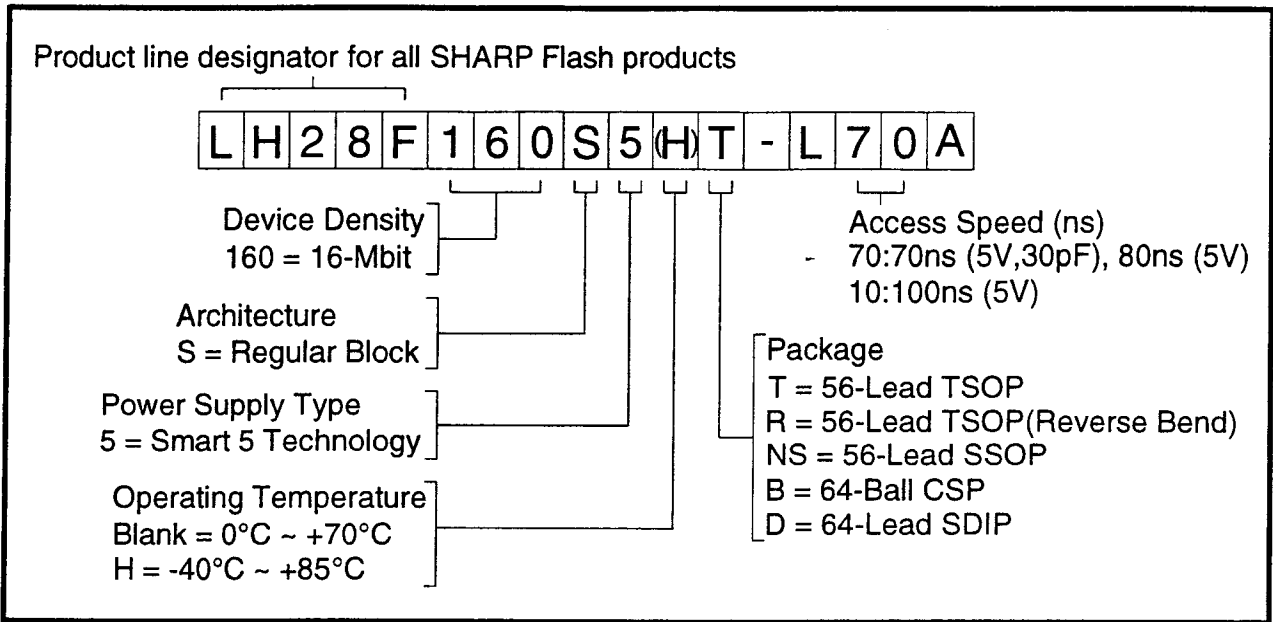 Product line designator for all SHARP Flash products
LH28F160S5(H)T-L70A
Device Density
160 = 16-Mbit
Architecture
S = Regular Block
Power Supply Type
5 = Smart 5 Technology
Operating Temperature
Blank = 0°C ~ +70°C
H = -40°C ~ +85°C
Access Speed (ns)
70:70ns (5V,30pF), 80ns (5V)
10:100ns (5V)
Package
T = 56-Lead TSOP
R = 56-Lead TSOP(Reverse Bend)
NS = 56-Lead SSOP
B = 64-Ball CSP
D = 64-Lead SDIP